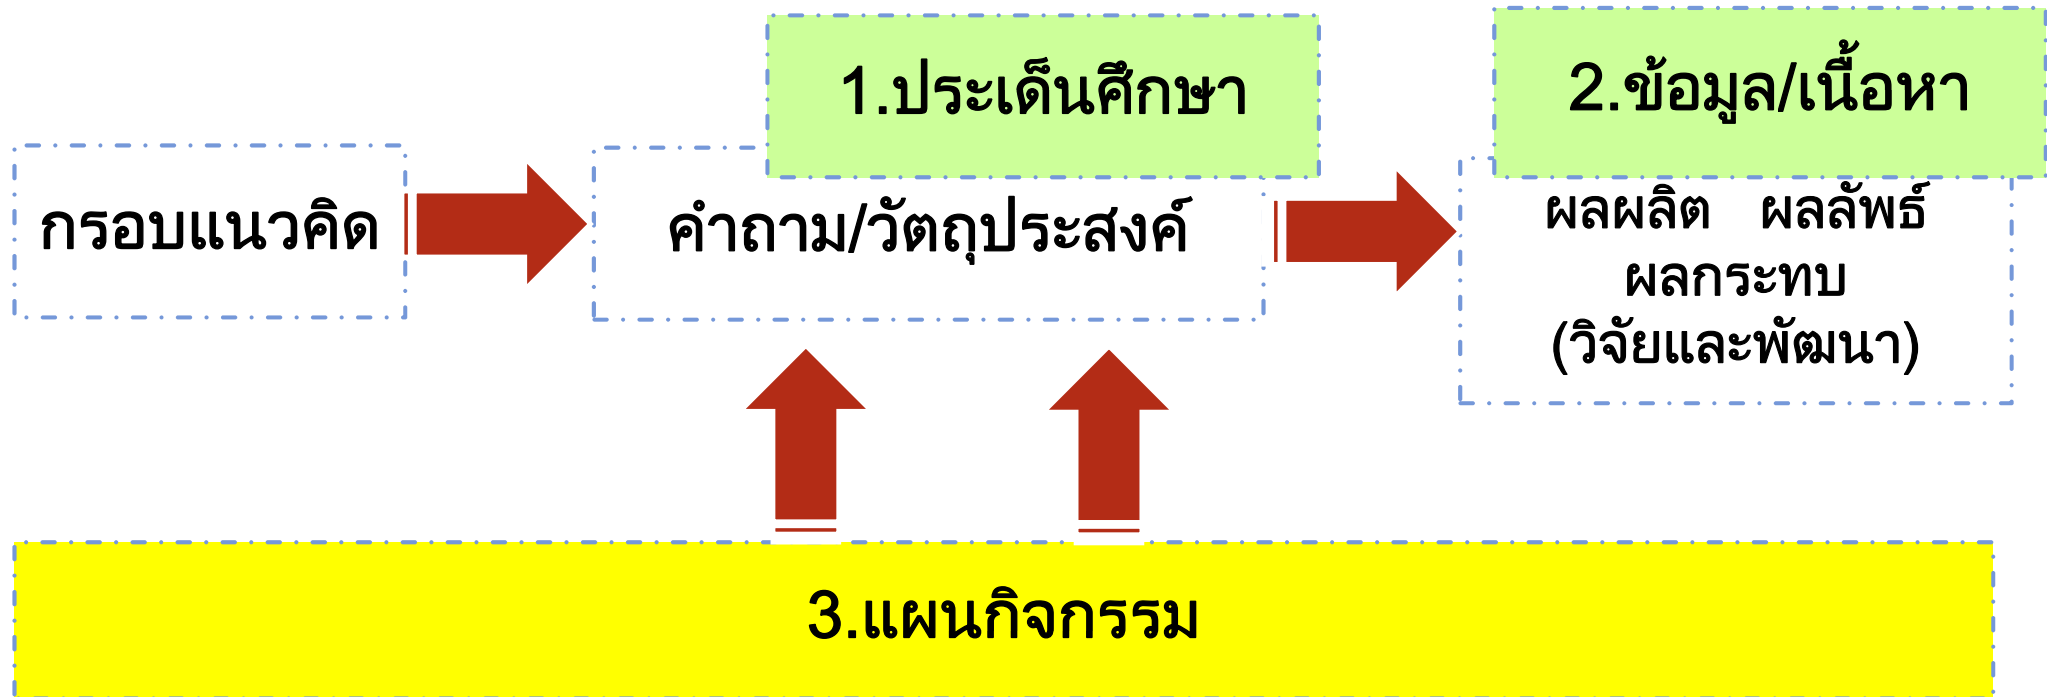 1.ประเด็นศึกษา
2.ข้อมูล/เนื้อหา
กรอบแนวคิด
คำถาม/วัตถุประสงค์
ผลผลิต ผลลัพธ์
ผลกระทบ
(วิจัยและพัฒนา)
3.แผนกิจกรรม